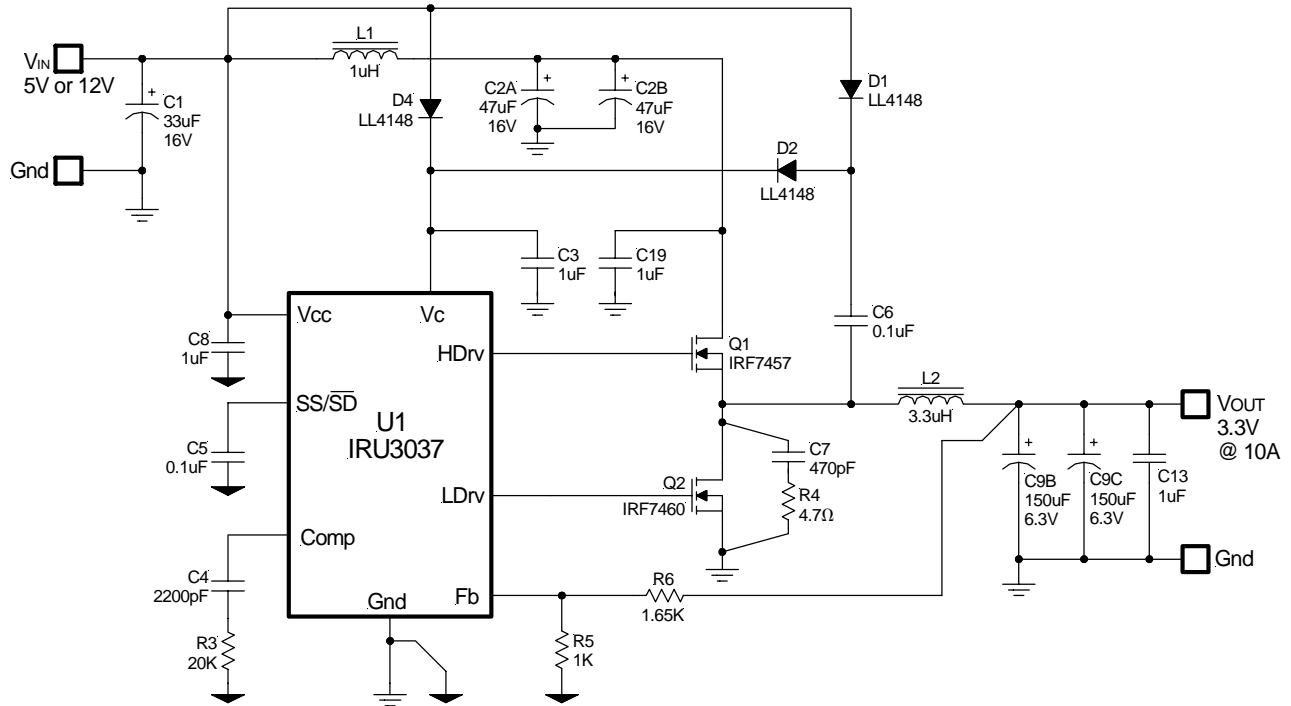 L1
1uH
VIN
5V or 12V
+
C1
33uF
16V
Gnd
D4
LL4148
+
C2A
47uF
16V
+
C2B
47uF
16V
D1
LL4148
D2
LL4148
C3
1uF
C19
1uF
C6
0.1uF
Vcc
Vc
C8
1uF
HDrv
Q1
IRF7457
SS/SD
U1
IRU3037
C5
0.1uF
L2
3.3uH
VOUT
3.3V
@ 10A
C7
470pF
R4
4.7Ω
LDrv
Q2
IRF7460
+
C9B
150uF
6.3V
+
C9C
150uF
6.3V
C13
1uF
Gnd
Comp
C4
2200pF
R3
20K
Gnd
Fb
R6
1.65K
R5
1K